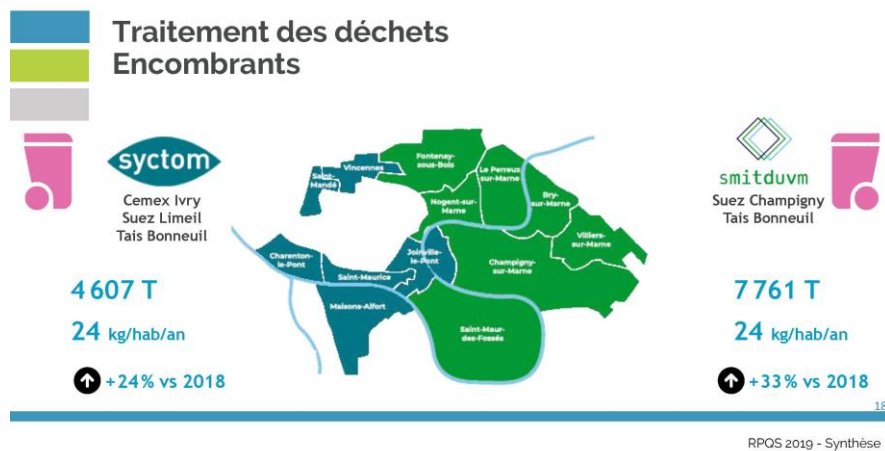 Traitement des déchets
Encombrants
syctom
Cemex Ivry
Suez Limeil
Tais Bonneuil
4 607 T
24 kg/hab/an
+24% vs 2018
Fontenay-
sous-Bois
Vincennes
Saint-
Mandé
Le Perreux
sur-Marne
Nogent-sur-
Marne
Bry-
sur-Marne
Villiers-
sur-Marne
Charenton-
le-Pont
Saint-Maurice
Joinville-
le-Pont
Champigny-
sur-Marne
Maisons-Alfort
Saint-Maur-
des-Fossés
smitduvm
Suez Champigny
Tais Bonneuil
7 761 T
24 kg/hab/an
+33% vs 2018
18
RPQS 2019 - Synthèse